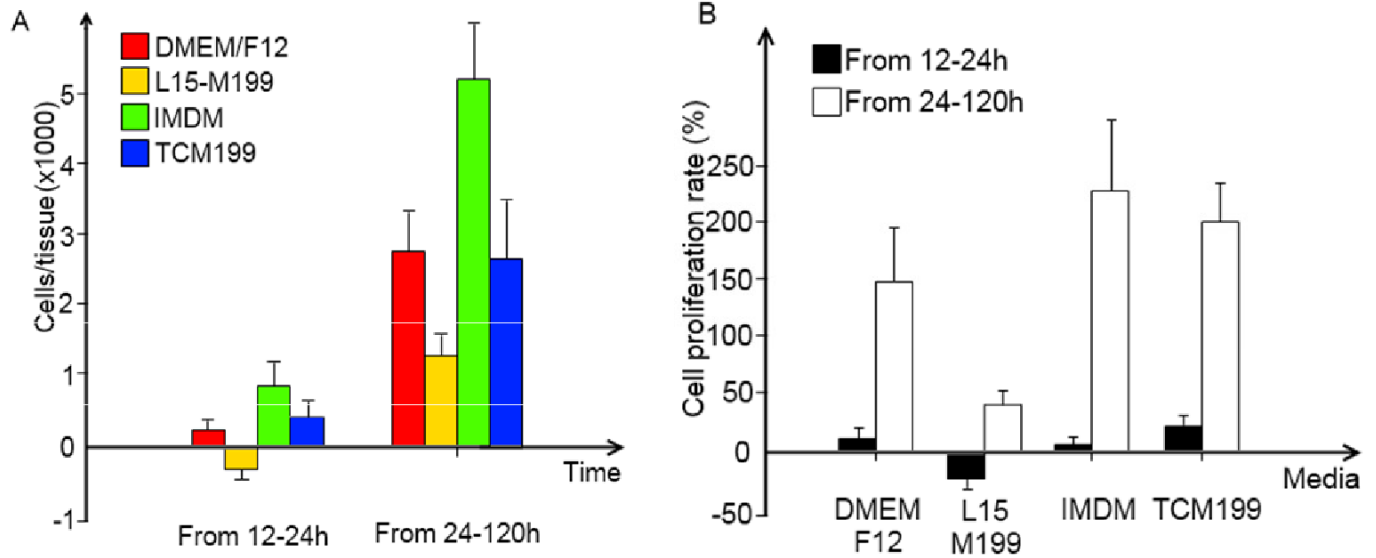 A
DMEM/F12
L15-M199
IMDM
TCM199
Cells/tissue (x1000)
5
4
3
2
1
0
-1
Time
From 12-24h
From 24-120h
B
From 12-24h
From 24-120h
Cell proliferation rate (%)
250
200
150
100
50
0
-50
Media
DMEM
F12
L15
M199
IMDM
TCM199